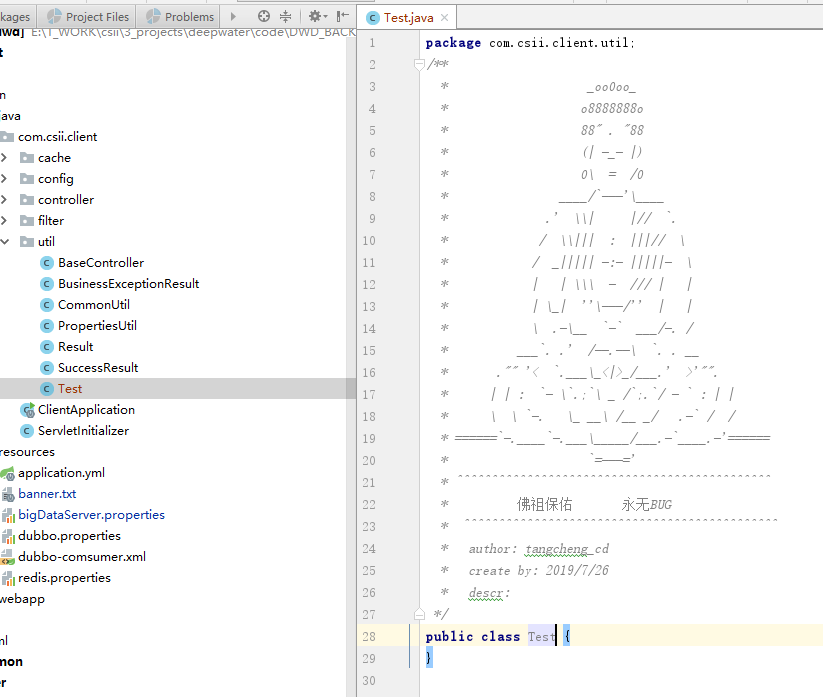 kages
Project Files
Problems
Test.java
dwd] E:\T_WORK\csii\3_projects\deepwater\code\DWD_BACK
t
n
ava
com.csii.client
cache
config
controller
filter
util
BaseController
BusinessExceptionResult
CommonUtil
PropertiesUtil
Result
SuccessResult
Test
ClientApplication
ServletInitializer
resources
application.yml
banner.txt
bigDataServer.properties
dubbo.properties
dubbo-comsumer.xml
redis.properties
webapp
ml
mon
er
1 package com.csii.client.util;
2 /**
3 * _oo0oo_
4 * o8888888o
5 * 88" . "88
6 * (| -_- |)
7 * 0\ = /0
8 * ____/`---'\____
9 * .' \\| |// `.
10 * / \\||| : |||// \
11 * / _||||| -:- |||||- \
12 * | | \\\ - /// | |
13 * | \_| ''\---/'' | |
14 * \ .-\__ `-` ___/-. /
15 * ___`. .' /--.--\ `. . __
16 * ."" '< `.___\_<|>_/___.' >'"".
17 * | | : `- \`.;`\ _ /`;.`/ - ` : | |
18 * \ \ `-. \_ __\ /__ _/ .-` / /
19 * ======`-.____`-.___\_____/___.-`____.-'======
20 * `=---='
21 * ^^^^^^^^^^^^^^^^^^^^^^^^^^^^^^^^^^^^^^^^^^^^^
22 * 佛祖保佑 永无BUG
23 * ^^^^^^^^^^^^^^^^^^^^^^^^^^^^^^^^^^^^^^^^^^^^^
24 * author: tangcheng_cd
25 * create by: 2019/7/26
26 * descr:
27 */
28 public class Test {
29 }
30